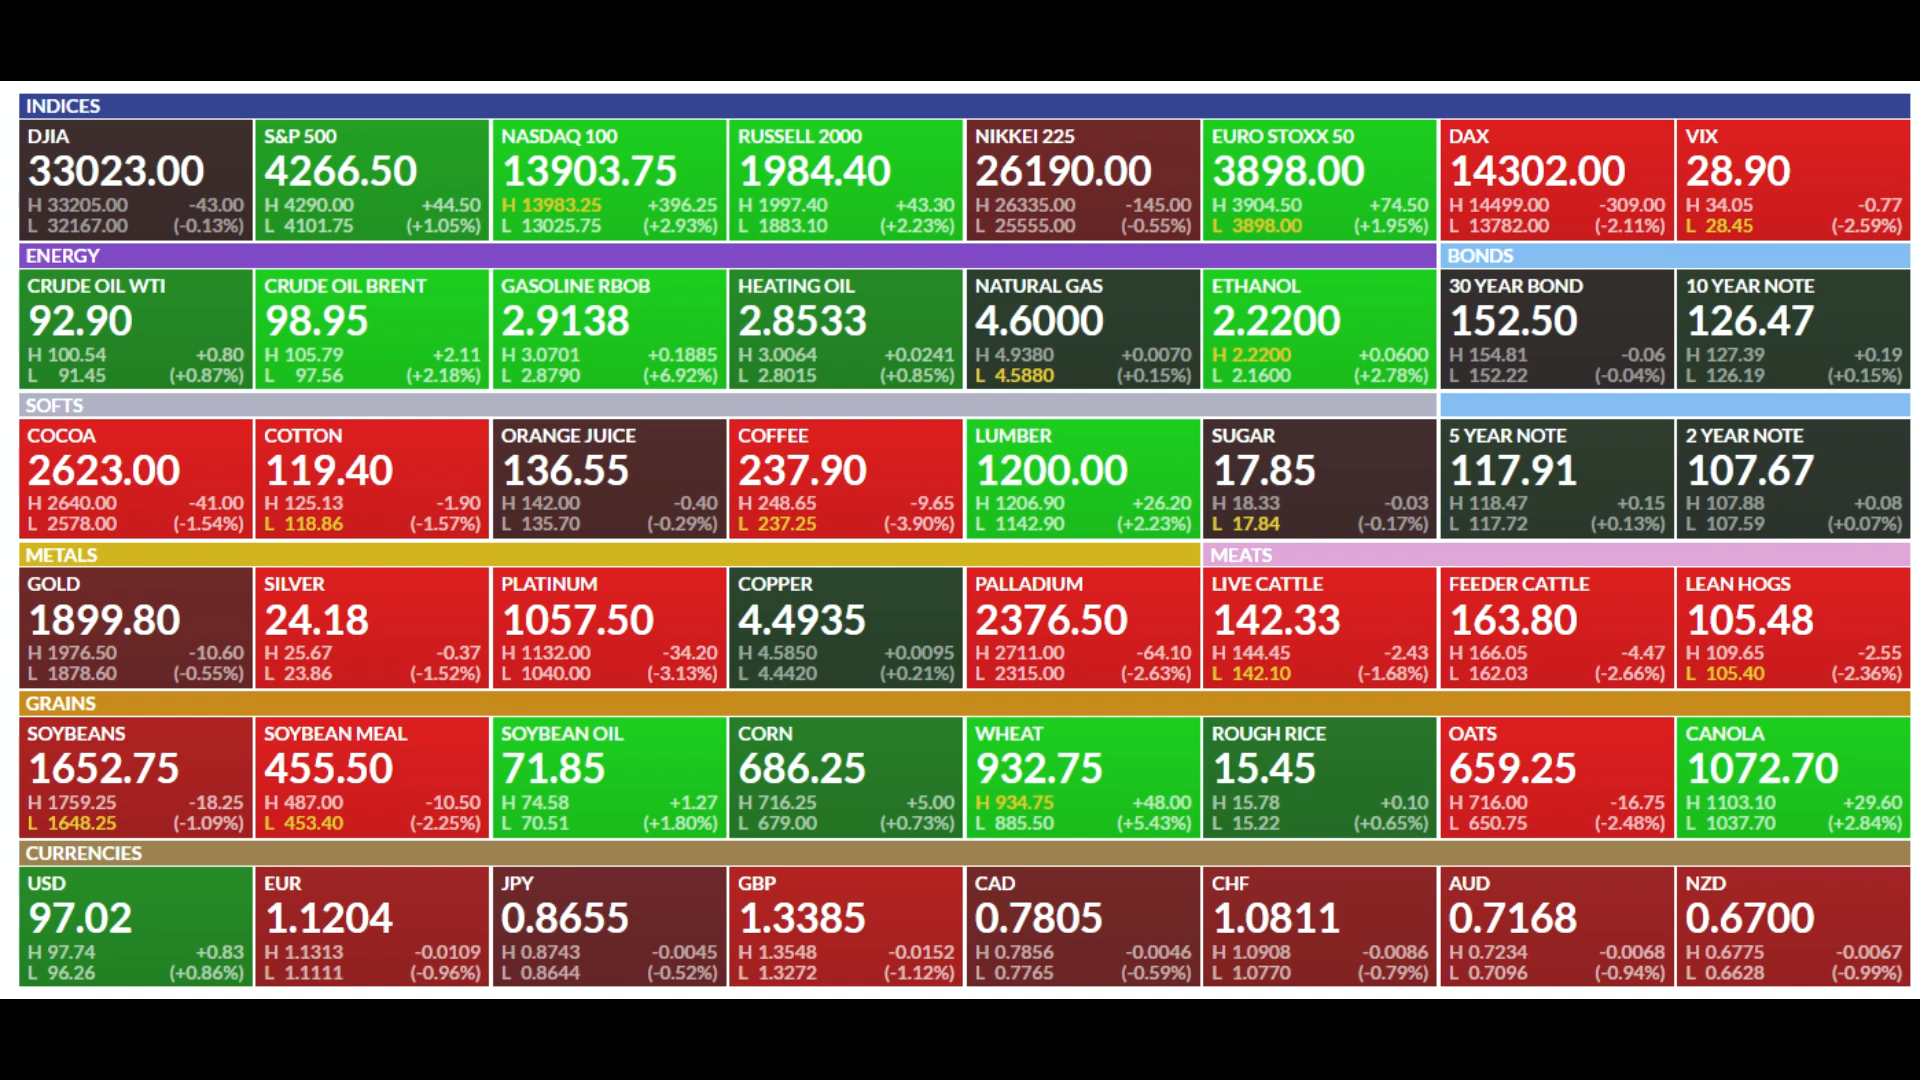 INDICES
DJIA S&P 500 NASDAQ 100 RUSSELL 2000 NIKKEI 225 EURO STOXX 50 DAX VIX
33023.00 4266.50 13903.75 1984.40 26190.00 3898.00 14302.00 28.90
H 33205.00 -43.00 H 4290.00 +44.50 H 13983.25 +396.25 H 1997.40 +43.30 H 26335.00 -145.00 H 3904.50 +74.50 H 14499.00 -309.00 H 34.05 -0.77
L 32167.00 (-0.13%) L 4101.75 (+1.05%) L 13025.75 (+2.93%) L 1883.10 (+2.23%) L 25555.00 (-0.55%) L 3898.00 (+1.95%) L 13782.00 (-2.11%) L 28.45 (-2.59%)
ENERGY BONDS
CRUDE OIL WTI CRUDE OIL BRENT GASOLINE RBOB HEATING OIL NATURAL GAS ETHANOL 30 YEAR BOND 10 YEAR NOTE
92.90 98.95 2.9138 2.8533 4.6000 2.2200 152.50 126.47
H 100.54 +0.80 H 105.79 +2.11 H 3.0701 +0.1885 H 3.0064 +0.0241 H 4.9380 +0.0070 H 2.2200 +0.0600 H 154.81 -0.06 H 127.39 +0.19
L 91.45 (+0.87%) L 97.56 (+2.18%) L 2.8790 (+6.92%) L 2.8015 (+0.85%) L 4.5880 (+0.15%) L 2.1600 (+2.78%) L 152.22 (-0.04%) L 126.19 (+0.15%)
SOFTS
COCOA COTTON ORANGE JUICE COFFEE LUMBER SUGAR 5 YEAR NOTE 2 YEAR NOTE
2623.00 119.40 136.55 237.90 1200.00 17.85 117.91 107.67
H 2640.00 -41.00 H 125.13 -1.90 H 142.00 -0.40 H 248.65 -9.65 H 1206.90 +26.20 H 18.33 -0.03 H 118.47 +0.15 H 107.88 +0.08
L 2578.00 (-1.54%) L 118.86 (-1.57%) L 135.70 (-0.29%) L 237.25 (-3.90%) L 1142.90 (+2.23%) L 17.84 (-0.17%) L 117.72 (+0.13%) L 107.59 (+0.07%)
METALS MEATS
GOLD SILVER PLATINUM COPPER PALLADIUM LIVE CATTLE FEEDER CATTLE LEAN HOGS
1899.80 24.18 1057.50 4.4935 2376.50 142.33 163.80 105.48
H 1976.50 -10.60 H 25.67 -0.37 H 1132.00 -34.20 H 4.5850 +0.0095 H 2711.00 -64.10 H 144.45 -2.43 H 166.05 -4.47 H 109.65 -2.55
L 1878.60 (-0.55%) L 23.86 (-1.52%) L 1040.00 (-3.13%) L 4.4420 (+0.21%) L 2315.00 (-2.63%) L 142.10 (-1.68%) L 162.03 (-2.66%) L 105.40 (-2.36%)
GRAINS
SOYBEANS SOYBEAN MEAL SOYBEAN OIL CORN WHEAT ROUGH RICE OATS CANOLA
1652.75 455.50 71.85 686.25 932.75 15.45 659.25 1072.70
H 1759.25 -18.25 H 487.00 -10.50 H 74.58 +1.27 H 716.25 +5.00 H 934.75 +48.00 H 15.78 +0.10 H 716.00 -16.75 H 1103.10 +29.60
L 1648.25 (-1.09%) L 453.40 (-2.25%) L 70.51 (+1.80%) L 679.00 (+0.73%) L 885.50 (+5.43%) L 15.22 (+0.65%) L 650.75 (-2.48%) L 1037.70 (+2.84%)
CURRENCIES
USD EUR JPY GBP CAD CHF AUD NZD
97.02 1.1204 0.8655 1.3385 0.7805 1.0811 0.7168 0.6700
H 97.74 +0.83 H 1.1313 -0.0109 H 0.8743 -0.0045 H 1.3548 -0.0152 H 0.7856 -0.0046 H 1.0908 -0.0086 H 0.7234 -0.0068 H 0.6775 -0.0067
L 96.26 (+0.86%) L 1.1111 (-0.96%) L 0.8644 (-0.52%) L 1.3272 (-1.12%) L 0.7765 (-0.59%) L 1.0770 (-0.79%) L 0.7096 (-0.94%) L 0.6628 (-0.99%)